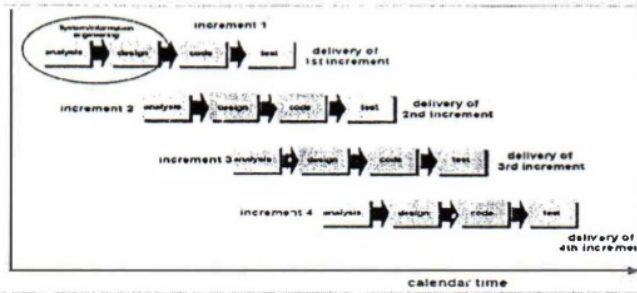 System/information
engineering
increment 1
analysis design code test delivery of
1st increment
increment 2 analysis design code test delivery of
2nd increment
increment 3 analysis design code test delivery of
3rd increment
increment 4 analysis design code test
delivery of
4th increment
calendar time